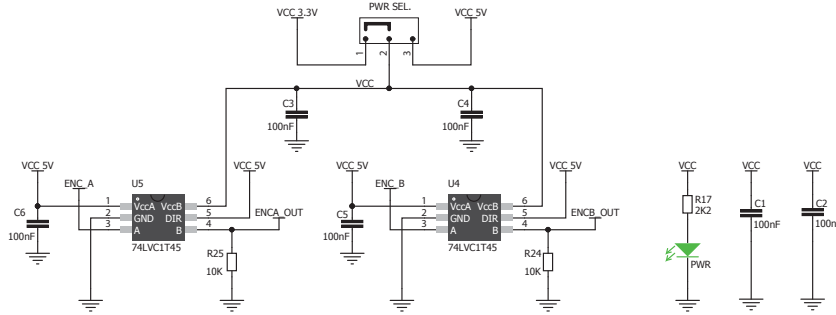 PWR SEL.
VCC 3.3V
VCC 5V
1
2
3
VCC
C3
100nF
C4
100nF
VCC 5V
ENC_A
U5
VCC 5V
1
2
3
VccA
GND
A
VccB
DIR
B
6
5
4
74LVC1T45
C6
100nF
ENCA_OUT
R25
10K
VCC 5V
ENC_B
U4
VCC 5V
1
2
3
VccA
GND
A
VccB
DIR
B
6
5
4
74LVC1T45
C5
100nF
ENCB_OUT
R24
10K
VCC
R17
2K2
PWR
VCC
C1
100nF
VCC
C2
100n